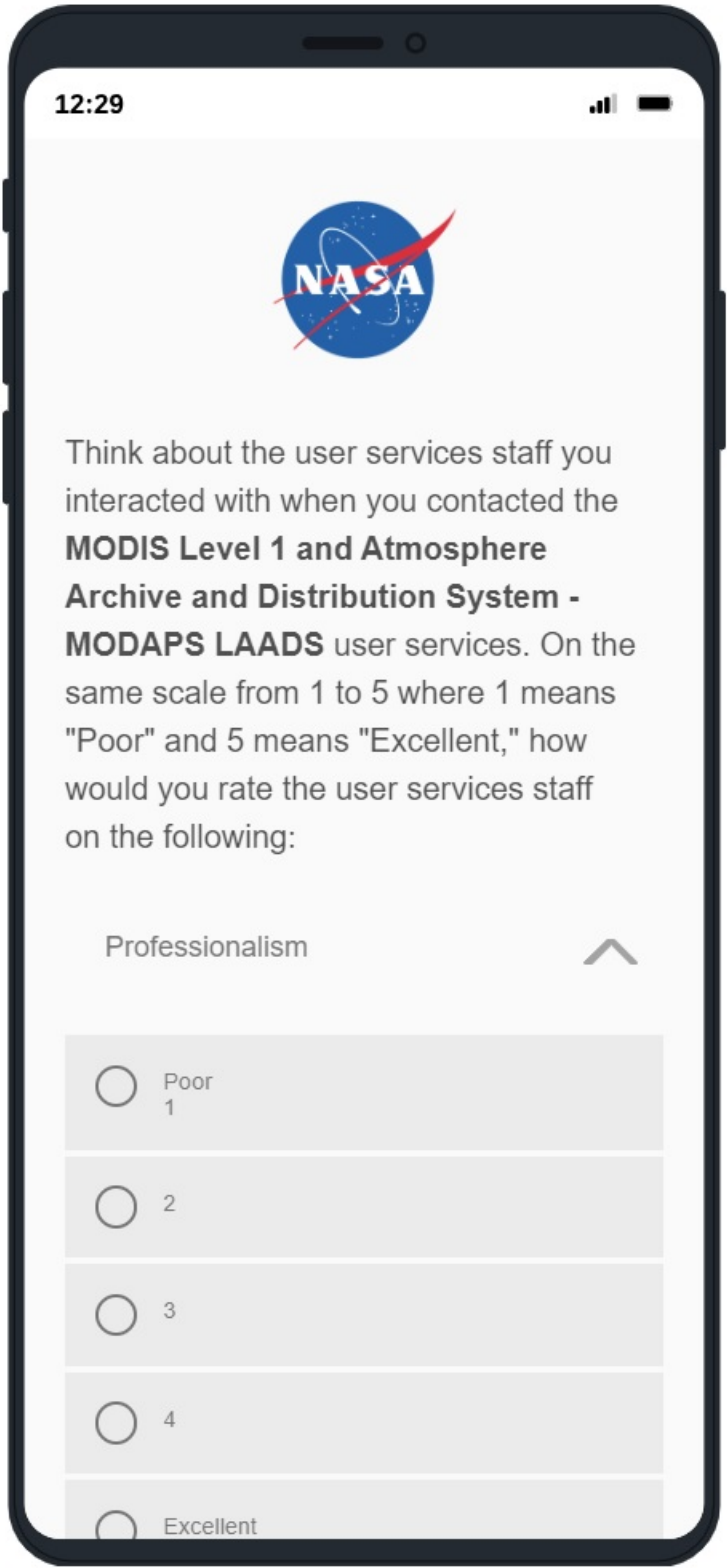 12:29
NASA
Think about the user services staff you
interacted with when you contacted the
MODIS Level 1 and Atmosphere
Archive and Distribution System -
MODAPS LAADS user services. On the
same scale from 1 to 5 where 1 means
"Poor" and 5 means "Excellent," how
would you rate the user services staff
on the following:
Professionalism
Poor
1
2
3
4
Excellent